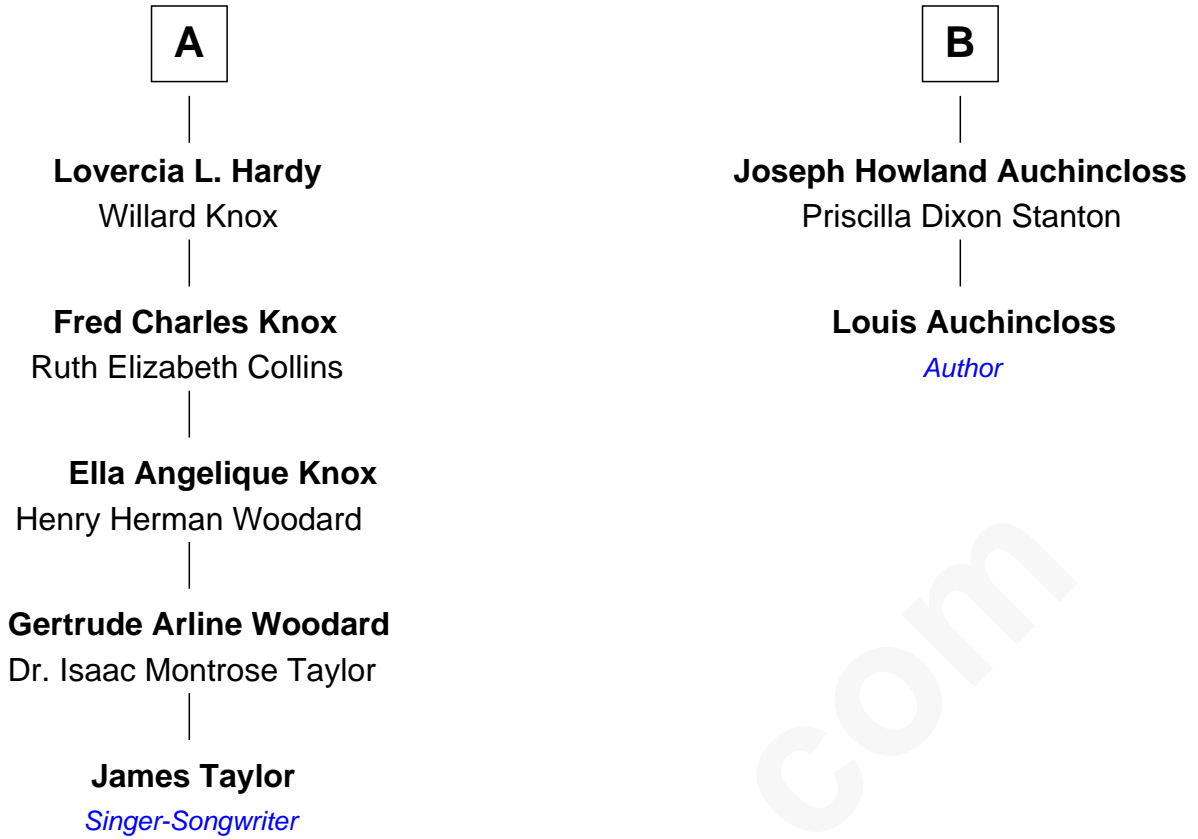 A
Lovercia L. Hardy
Willard Knox
Fred Charles Knox
Ruth Elizabeth Collins
Ella Angelique Knox
Henry Herman Woodard
Gertrude Arline Woodard
Dr. Isaac Montrose Taylor
James Taylor
Singer-Songwriter
B
Joseph Howland Auchincloss
Priscilla Dixon Stanton
Louis Auchincloss
Author
com